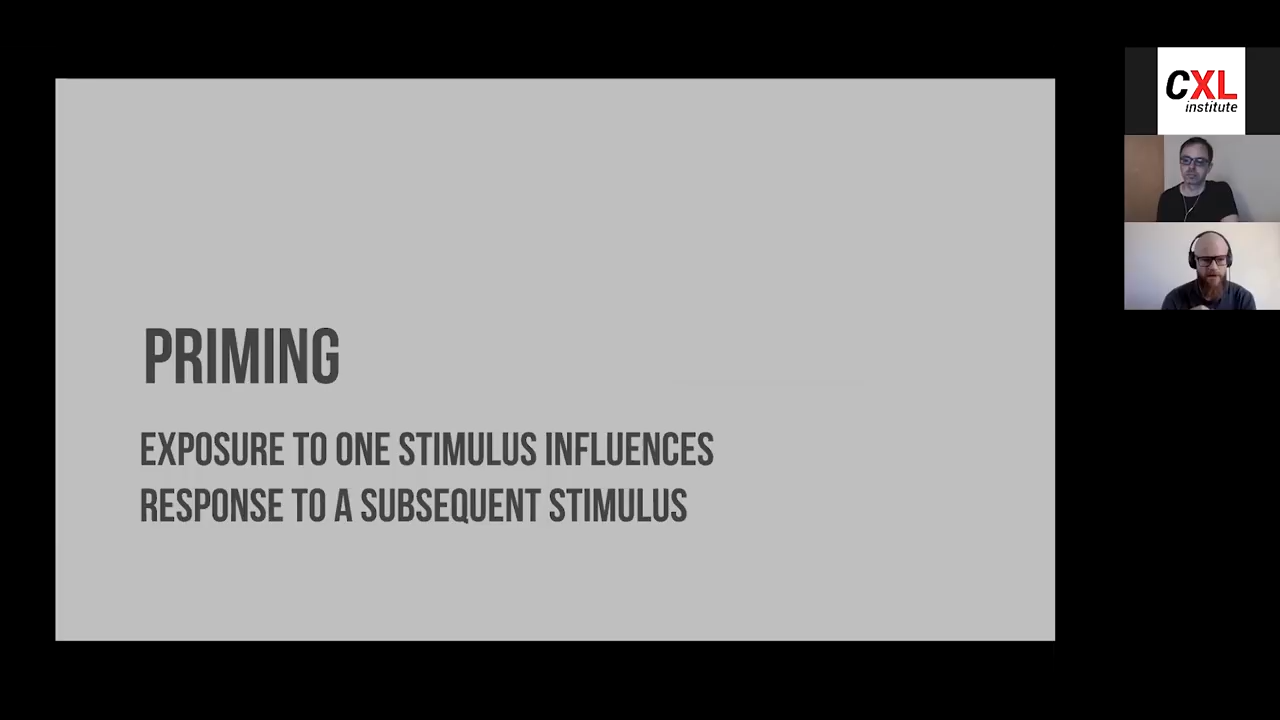 PRIMING
EXPOSURE TO ONE STIMULUS INFLUENCES
RESPONSE TO A SUBSEQUENT STIMULUS
CXL
institute